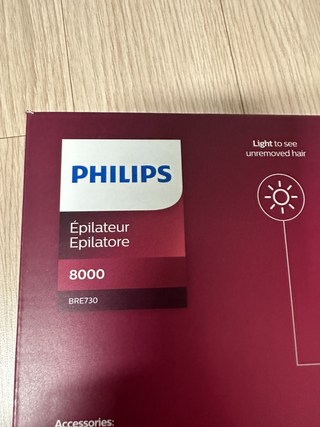 Light to see
unremoved hair
PHILIPS
Épilateur
Epilatore
8000
BRE730
Accessories: